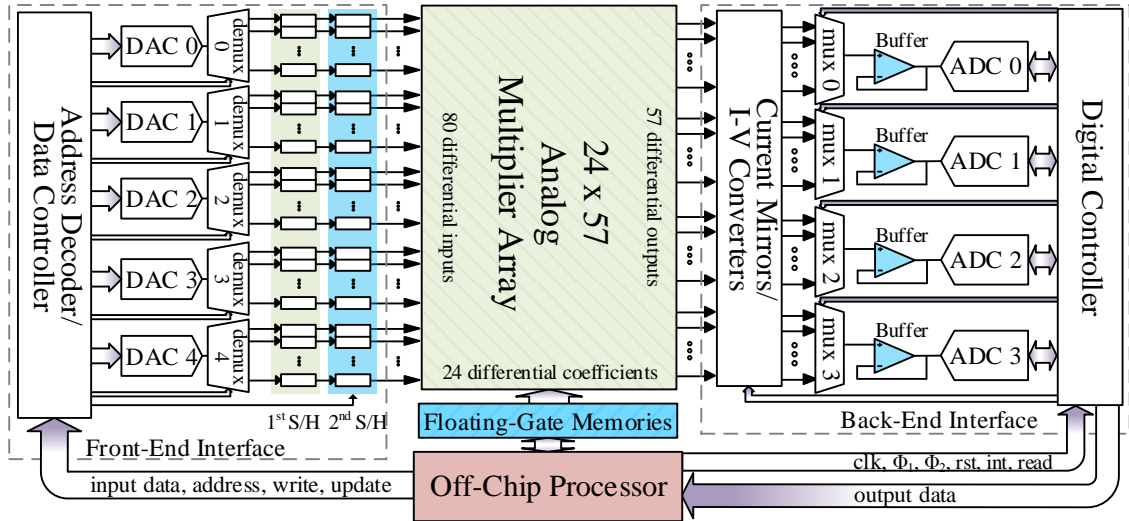 Address Decoder/
Data Controller
DAC 0
DAC 1
DAC 2
DAC 3
DAC 4
demux
0
demux
1
demux
2
demux
3
demux
4
1st S/H
2nd S/H
Front-End Interface
80 differential inputs
24 x 57
Analog
Multiplier Array
57 differential outputs
24 differential coefficients
Floating-Gate Memories
Off-Chip Processor
Current Mirrors/
I-V Converters
mux 0
mux 1
mux 2
mux 3
Buffer
Buffer
Buffer
Buffer
ADC 0
ADC 1
ADC 2
ADC 3
Digital Controller
Back-End Interface
input data, address, write, update
clk, Φ1, Φ2, rst, int, read
output data